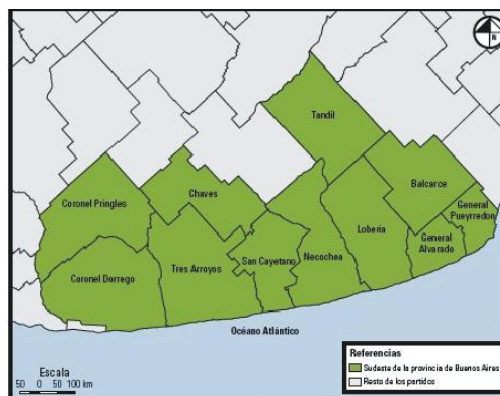 N
Tandil
Balcarce
Coronel Pringles
Chaves
General
Pueyrredon
Lobería
General
Alvarado
San Cayetano
Necochea
Tres Arroyos
Coronel Dorrego
Océano Atlántico
Escala
50 0 50 100 km
Referencias
Sudeste de la provincia de Buenos Aires
Resto de los partidos